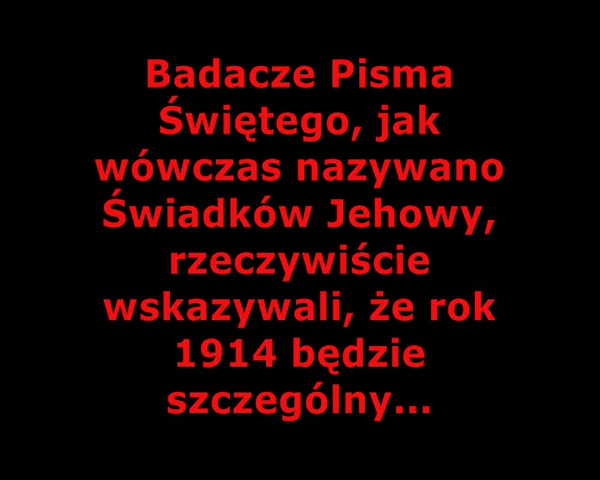 Badacze Pisma
Świętego, jak
wówczas nazywano
Świadków Jehowy,
rzeczywiście
wskazywali, że rok
1914 będzie
szczególny...